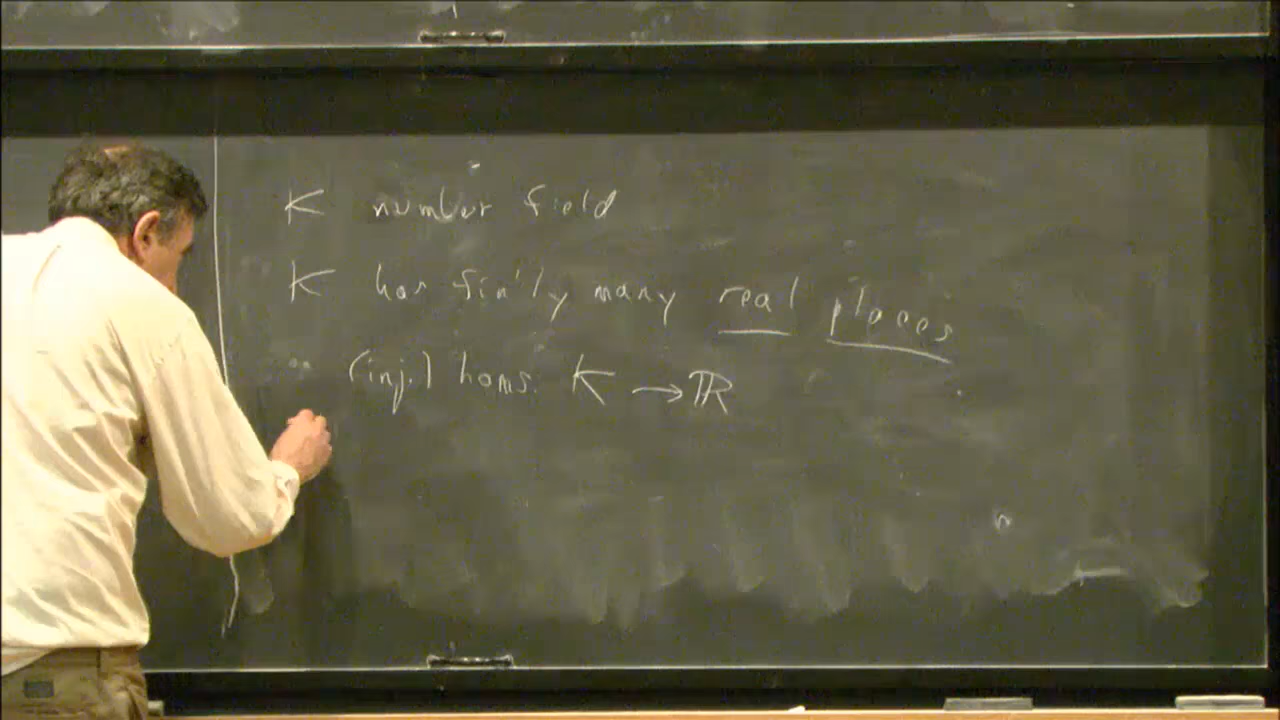 K number field
K has fin'ly many real places
(inj.) homs. K → ℝ